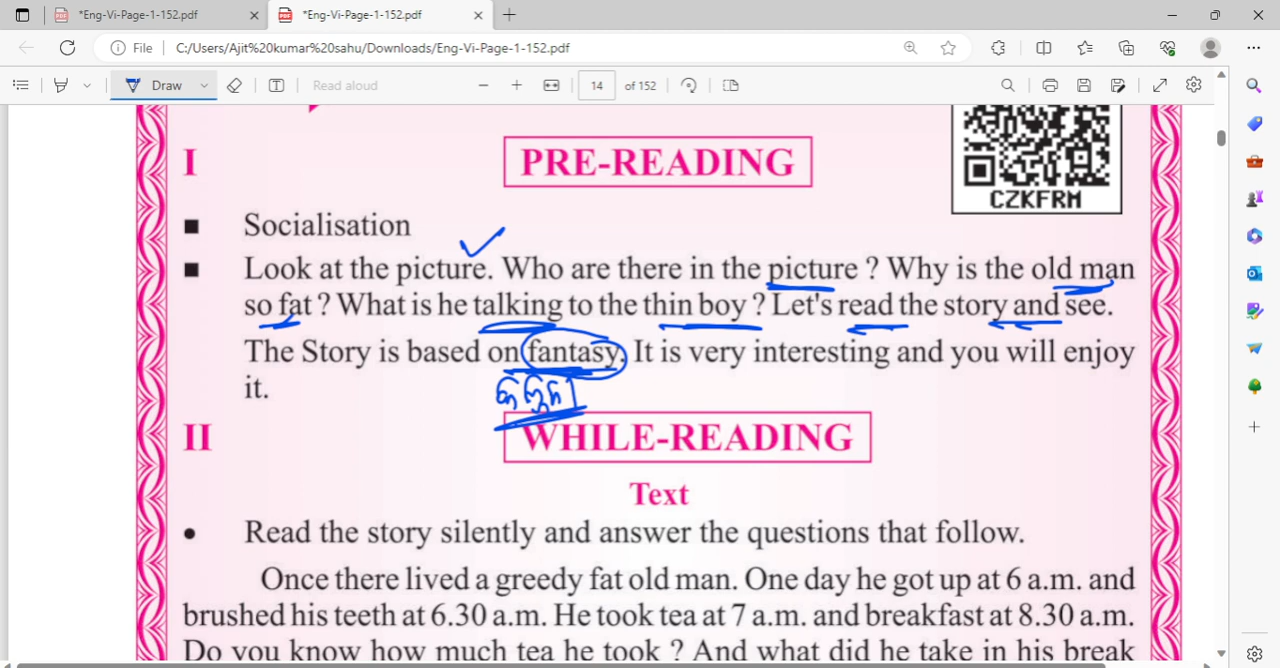 *Eng-Vi-Page-1-152.pdf
*Eng-Vi-Page-1-152.pdf
File C:/Users/Ajit%20kumar%20sahu/Downloads/Eng-Vi-Page-1-152.pdf
Draw Read aloud 14 of 152
I PRE-READING
CZKFRM
Socialisation
Look at the picture. Who are there in the picture ? Why is the old man
so fat ? What is he talking to the thin boy ? Let's read the story and see.
The Story is based on fantasy. It is very interesting and you will enjoy
it.
II WHILE-READING
Text
Read the story silently and answer the questions that follow.
Once there lived a greedy fat old man. One day he got up at 6 a.m. and
brushed his teeth at 6.30 a.m. He took tea at 7 a.m. and breakfast at 8.30 a.m.
Do you know how much tea he took ? And what did he take in his break